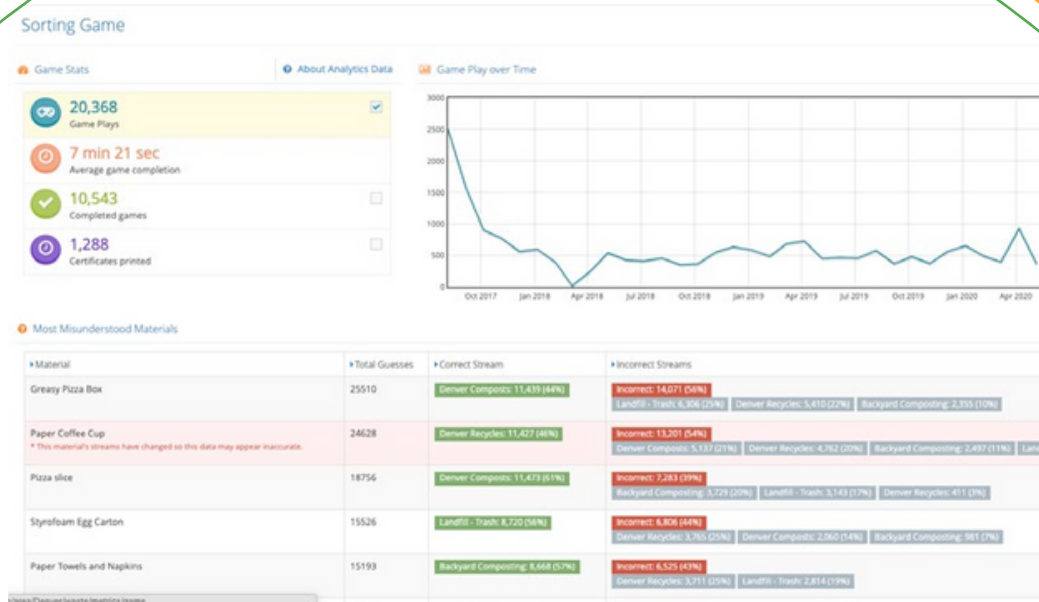 Sorting Game
Game Stats
About Analytics Data
Game Play over Time
20,368
Game Plays
7 min 21 sec
Average game completion
10,543
Completed games
1,288
Certificates printed
3000
2500
2000
1500
1000
500
0
Oct 2017 Jan 2018 Apr 2018 Jul 2018 Oct 2018 Jan 2019 Apr 2019 Jul 2019 Oct 2019 Jan 2020 Apr 2020
Most Misunderstood Materials
Material Total Guesses Correct Stream Incorrect Streams
Greasy Pizza Box 25510 Denver Composts: 11,439 (44%) Incorrect: 14,071 (56%)
Landfill - Trash: 6,306 (25%) Denver Recycles: 5,410 (22%) Backyard Composting: 2,355 (10%)
Paper Coffee Cup 24628 Denver Recycles: 11,427 (46%) Incorrect: 13,201 (54%)
* This material's streams have changed so this data may appear inaccurate.
Denver Composts: 5,137 (21%) Denver Recycles: 4,762 (20%) Backyard Composting: 2,497 (11%) Lan
Pizza slice 18756 Denver Composts: 11,473 (61%) Incorrect: 7,283 (39%)
Backyard Composting: 3,729 (20%) Landfill - Trash: 3,143 (17%) Denver Recycles: 411 (3%)
Styrofoam Egg Carton 15526 Landfill - Trash: 8,720 (56%) Incorrect: 6,806 (44%)
Denver Recycles: 3,765 (25%) Denver Composts: 2,060 (14%) Backyard Composting: 981 (7%)
Paper Towels and Napkins 15193 Backyard Composting: 8,668 (57%) Incorrect: 6,525 (43%)
Denver Recycles: 3,711 (25%) Landfill - Trash: 2,814 (19%)